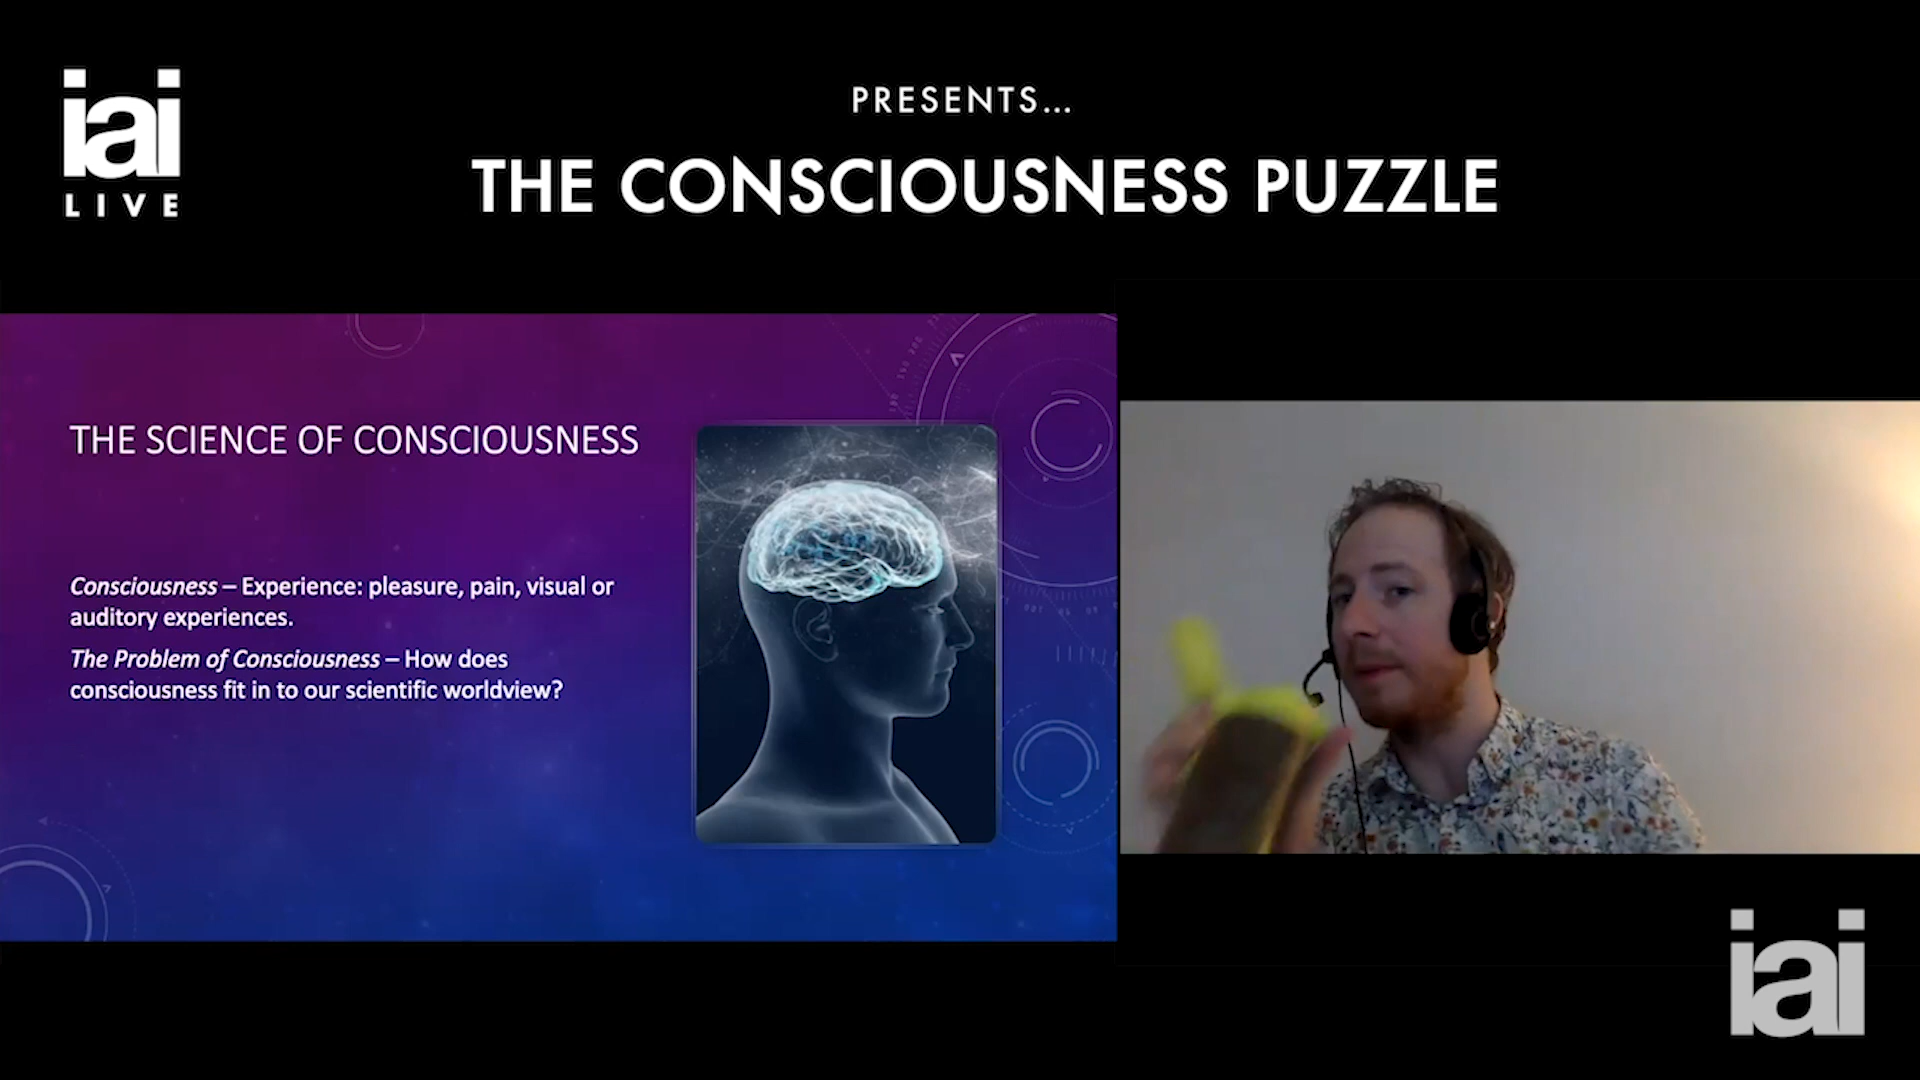 iai
LIVE
PRESENTS...
THE CONSCIOUSNESS PUZZLE
THE SCIENCE OF CONSCIOUSNESS
Consciousness – Experience: pleasure, pain, visual or
auditory experiences.
The Problem of Consciousness – How does
consciousness fit in to our scientific worldview?
iai